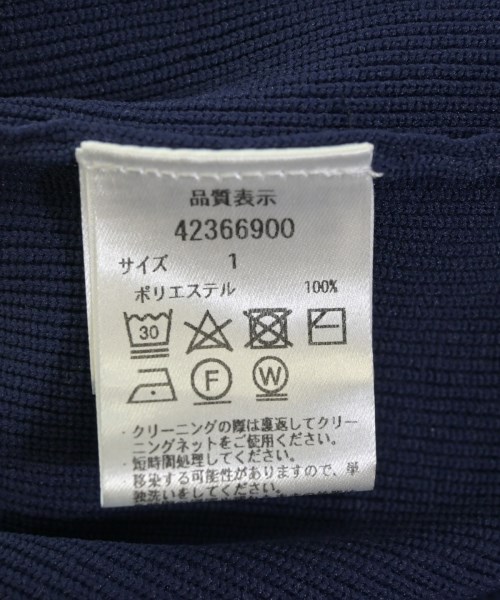 品質表示
42366900
サイズ 1
ポリエステル 100%
30
F W
・クリーニングの際は裏返してクリー
ニングネットをご使用ください。
・短時間処理してください。
移染する可能性がありますので、単
独洗いをしてください。